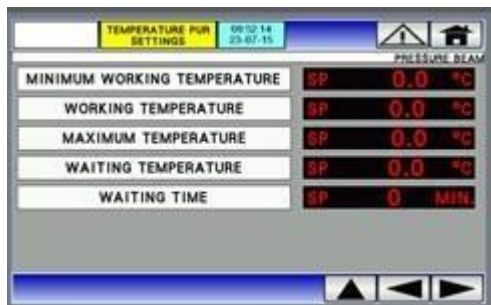 TEMPERATURE PUR
SETTINGS
09:52:14
23-07-15
PRESSURE BEAM
MINIMUM WORKING TEMPERATURE SP 0.0 °C
WORKING TEMPERATURE SP 0.0 °C
MAXIMUM TEMPERATURE SP 0.0 °C
WAITING TEMPERATURE SP 0.0 °C
WAITING TIME SP 0 MIN.